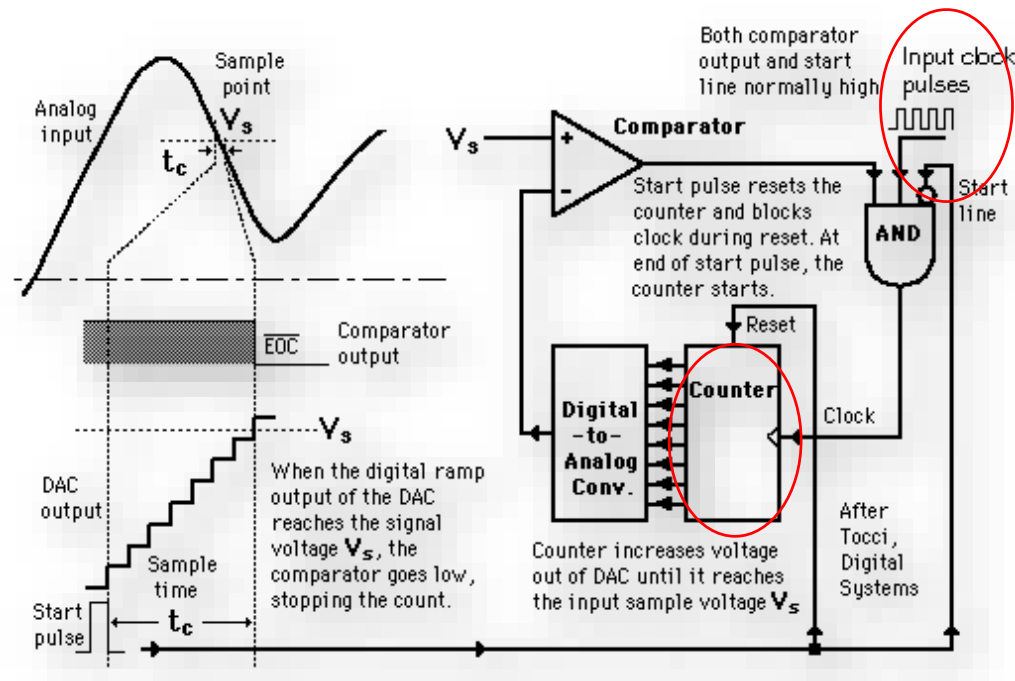 Analog
input
Sample
point
Vs
tc
EOC
Comparator
output
Vs
DAC
output
Sample
time
Start
pulse
tc
When the digital ramp
output of the DAC
reaches the signal
voltage Vs, the
comparator goes low,
stopping the count.
Both comparator
output and start
line normally high
Input clock
pulses
Vs
+
-
Comparator
Start pulse resets the
counter and blocks
clock during reset. At
end of start pulse, the
counter starts.
Start
line
AND
Reset
Counter
Digital
-to-
Analog
Conv.
Clock
Counter increases voltage
out of DAC until it reaches
the input sample voltage Vs
After
Tocci,
Digital
Systems